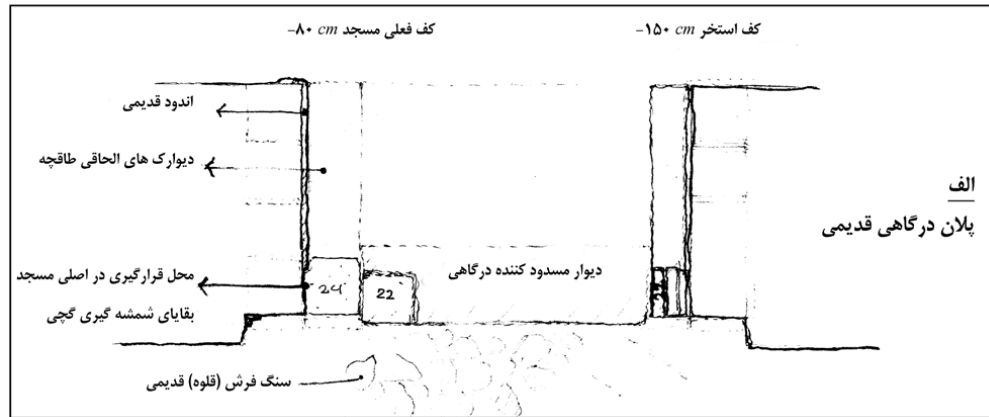 کف فعلی مسجد ۸۰ cm-
کف استخر ۱۵۰ cm-
اندود قدیمی
دیوارک های الحاقی طاقچه
الف
پلان درگاهی قدیمی
دیوار مسدود کننده درگاهی
محل قرارگیری در اصلی مسجد
بقایای شمشه گیری گچی
24
22
سنگ فرش (قلوه) قدیمی